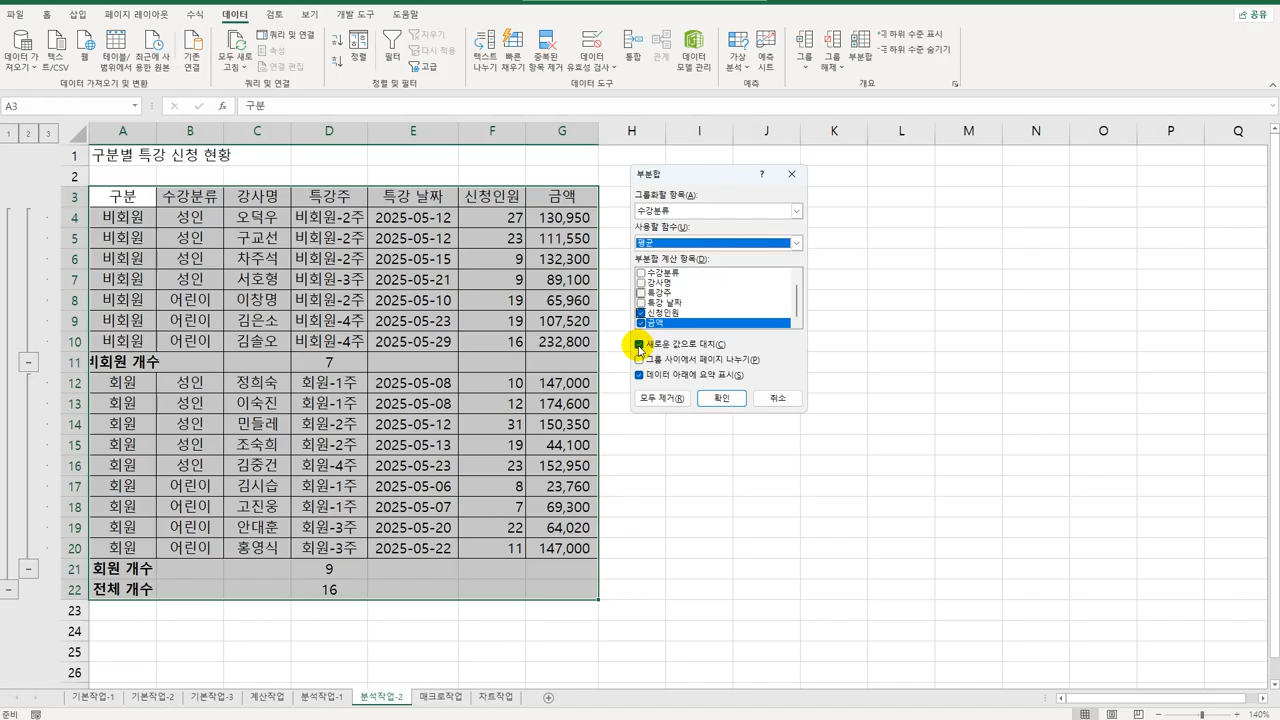 파일 홈 삽입 페이지 레이아웃 수식 데이터 검토 보기 개발 도구 도움말 공유
데이터 가져오기 텍스트/CSV 웹 테이블/범위에서 최근에 사용한 원본 기존 연결 모두 새로 고침 쿼리 및 연결 속성 연결 편집 정렬 필터 지우기 다시 적용 고급 텍스트 나누기 빠른 채우기 중복된 항목 제거 데이터 유효성 검사 통합 관계 데이터 모델 관리 가상 분석 예측 시트 그룹 그룹 해제 부분합 하위 수준 표시 하위 수준 숨기기
데이터 가져오기 및 변환 쿼리 및 연결 정렬 및 필터 데이터 도구 예측 개요
A3 fx 구분
1 2 3 A B C D E F G H I J K L M N O P Q
1 구분별 특강 신청 현황
2
3 구분 수강분류 강사명 특강주 특강 날짜 신청인원 금액
4 비회원 성인 오덕우 비회원-2주 2025-05-12 27 130,950
5 비회원 성인 구교선 비회원-2주 2025-05-12 23 111,550
6 비회원 성인 차주석 비회원-2주 2025-05-15 9 132,300
7 비회원 성인 서호형 비회원-3주 2025-05-21 9 89,100
8 비회원 어린이 이창명 비회원-2주 2025-05-10 19 65,960
9 비회원 어린이 김은소 비회원-4주 2025-05-23 19 107,520
10 비회원 어린이 김솔오 비회원-4주 2025-05-29 16 232,800
11 비회원 개수 7
12 회원 성인 정희숙 회원-1주 2025-05-08 10 147,000
13 회원 성인 이숙진 회원-1주 2025-05-08 12 174,600
14 회원 성인 민들레 회원-2주 2025-05-12 31 150,350
15 회원 성인 조숙희 회원-2주 2025-05-13 19 44,100
16 회원 성인 김중건 회원-4주 2025-05-23 23 152,950
17 회원 어린이 김시습 회원-1주 2025-05-06 8 23,760
18 회원 어린이 고진웅 회원-1주 2025-05-07 7 69,300
19 회원 어린이 안대훈 회원-3주 2025-05-20 22 64,020
20 회원 어린이 홍영식 회원-3주 2025-05-22 11 147,000
21 회원 개수 9
22 전체 개수 16
23
24
25
26
부분합 ?
그룹화할 항목(A):
수강분류
사용할 함수(U):
평균
부분합 계산 항목(D):
수강분류
강사명
특강주
특강 날짜
신청인원
금액
새로운 값으로 대치(C)
그룹 사이에서 페이지 나누기(P)
데이터 아래에 요약 표시(S)
모두 제거(R) 확인 취소
기본작업-1 기본작업-2 기본작업-3 계산작업 분석작업-1 분석작업-2 매크로작업 차트작업
준비 140%